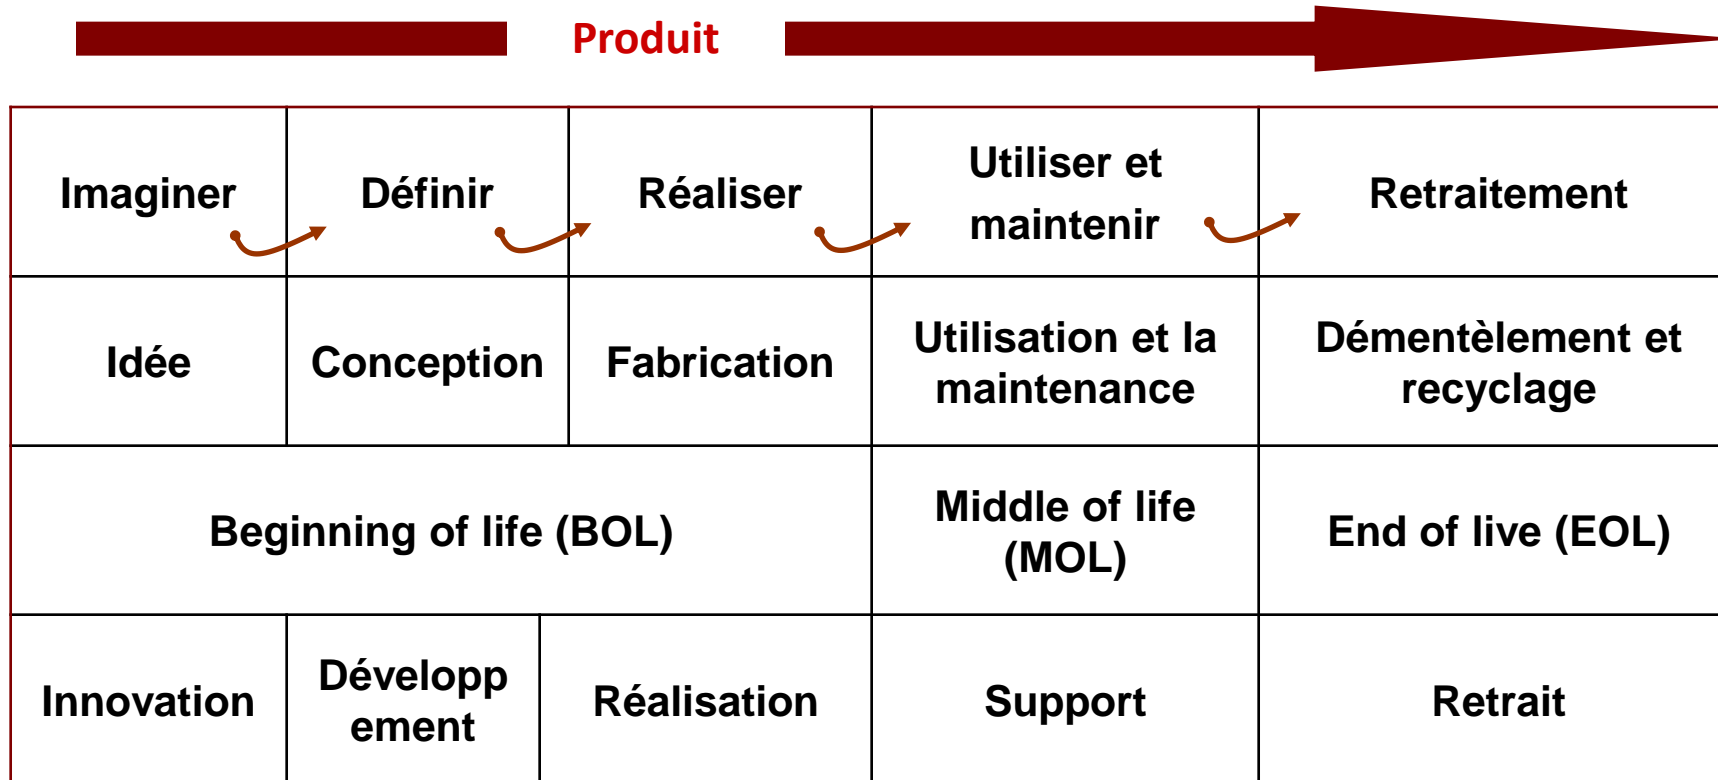 Produit
Imaginer
Définir
Réaliser
Utiliser et
maintenir
Retraitement
Idée
Conception
Fabrication
Utilisation et la
maintenance
Démentèlement et
recyclage
Beginning of life (BOL)
Middle of life
(MOL)
End of live (EOL)
Innovation
Développ
ement
Réalisation
Support
Retrait